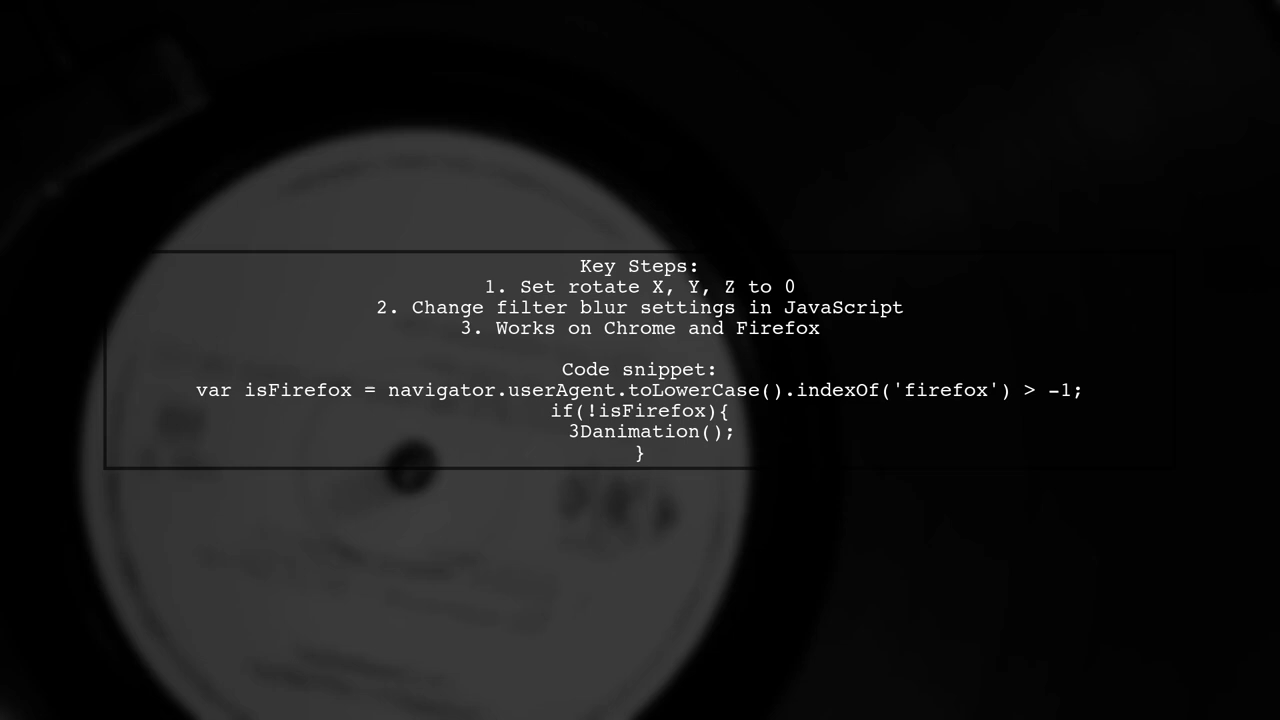 Key Steps:
1. Set rotate X, Y, Z to 0
2. Change filter blur settings in JavaScript
3. Works on Chrome and Firefox
Code snippet:
var isFirefox = navigator.userAgent.toLowerCase().indexOf('firefox') > -1;
if(!isFirefox){
3Danimation();
}